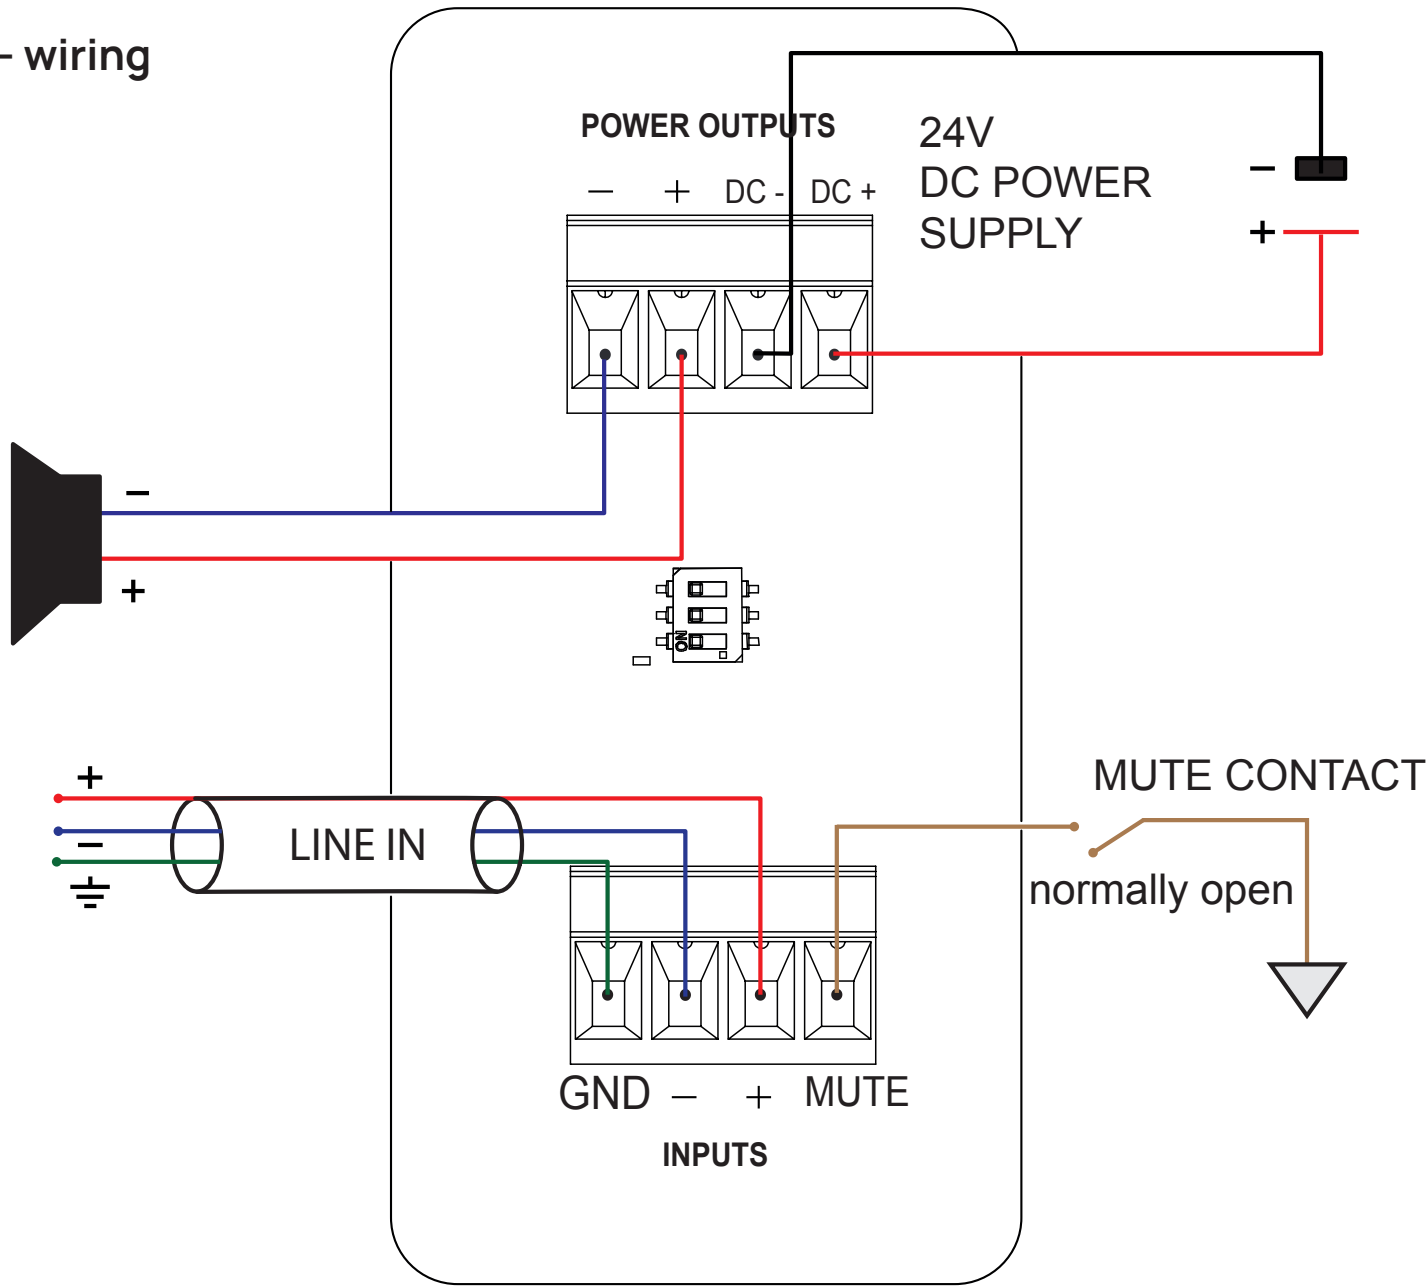 – wiring
POWER OUTPUTS
– + DC - DC +
24V
DC POWER
SUPPLY
–
+
–
+
ON
+
–
LINE IN
MUTE CONTACT
normally open
GND – + MUTE
INPUTS